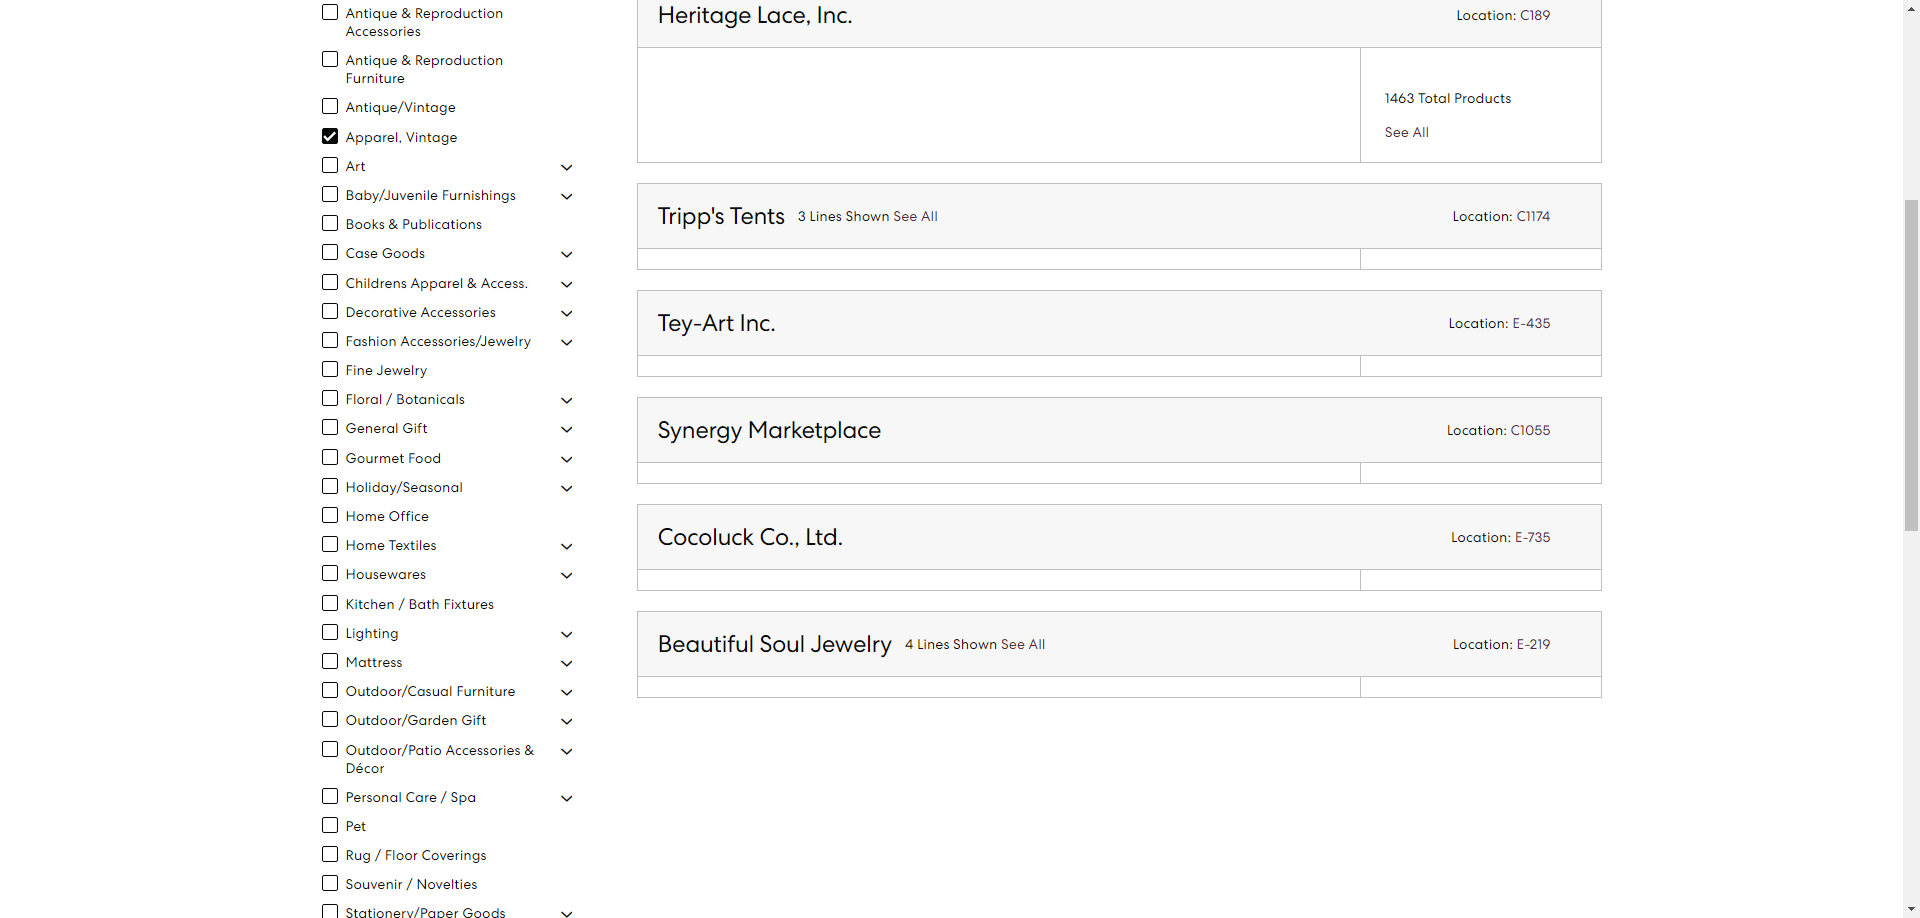 Antique & Reproduction
Accessories
Antique & Reproduction
Furniture
Antique/Vintage
Apparel, Vintage
Art
Baby/Juvenile Furnishings
Books & Publications
Case Goods
Childrens Apparel & Access.
Decorative Accessories
Fashion Accessories/Jewelry
Fine Jewelry
Floral / Botanicals
General Gift
Gourmet Food
Holiday/Seasonal
Home Office
Home Textiles
Housewares
Kitchen / Bath Fixtures
Lighting
Mattress
Outdoor/Casual Furniture
Outdoor/Garden Gift
Outdoor/Patio Accessories &
Décor
Personal Care / Spa
Pet
Rug / Floor Coverings
Souvenir / Novelties
Stationery/Paper Goods
Heritage Lace, Inc. Location: C189
1463 Total Products
See All
Tripp's Tents 3 Lines Shown See All Location: C1174
Tey-Art Inc. Location: E-435
Synergy Marketplace Location: C1055
Cocoluck Co., Ltd. Location: E-735
Beautiful Soul Jewelry 4 Lines Shown See All Location: E-219